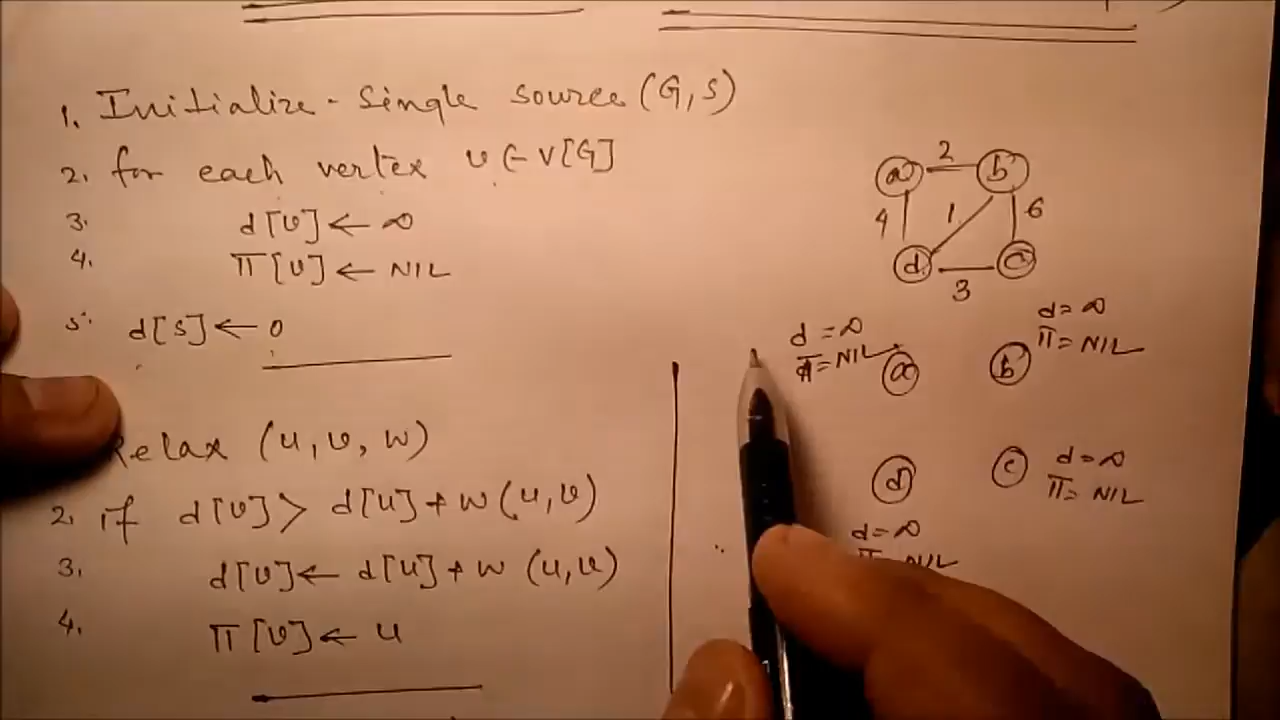 1. Initialize-Single source (G,S)
2. for each vertex v ∈ V[G]
3. d[v] ← ∞
4. π[v] ← NIL
5. d[s] ← 0
Relax (u,v,w)
2. if d[v] > d[u] + w (u,v)
3. d[v] ← d[u] + w (u,v)
4. π[v] ← u
a 2 b
4 1 6
d 3 c
d = ∞
π = NIL a
d = ∞
b π = NIL
d
c d = ∞
π = NIL
d = ∞
π NIL